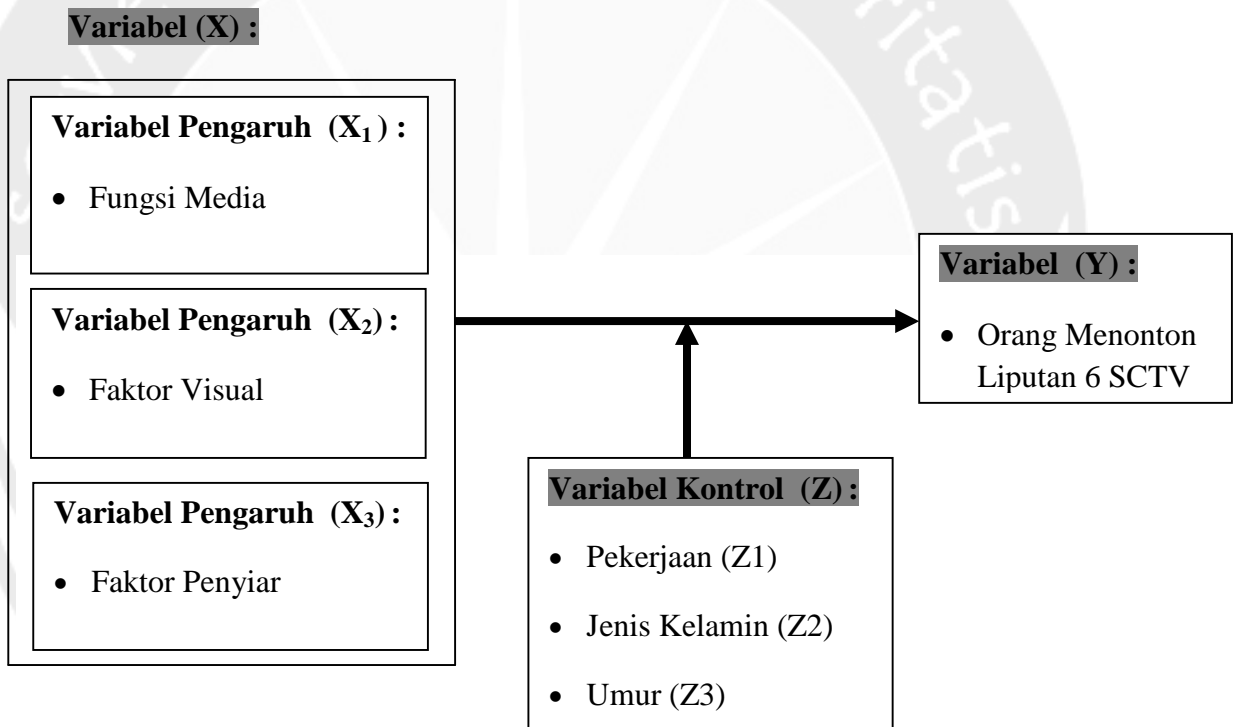 Variabel (X) :
Variabel Pengaruh (X₁) :
• Fungsi Media
Variabel Pengaruh (X₂) :
• Faktor Visual
Variabel Pengaruh (X₃) :
• Faktor Penyiar
Variabel (Y) :
• Orang Menonton
Liputan 6 SCTV
Variabel Kontrol (Z) :
• Pekerjaan (Z1)
• Jenis Kelamin (Z2)
• Umur (Z3)